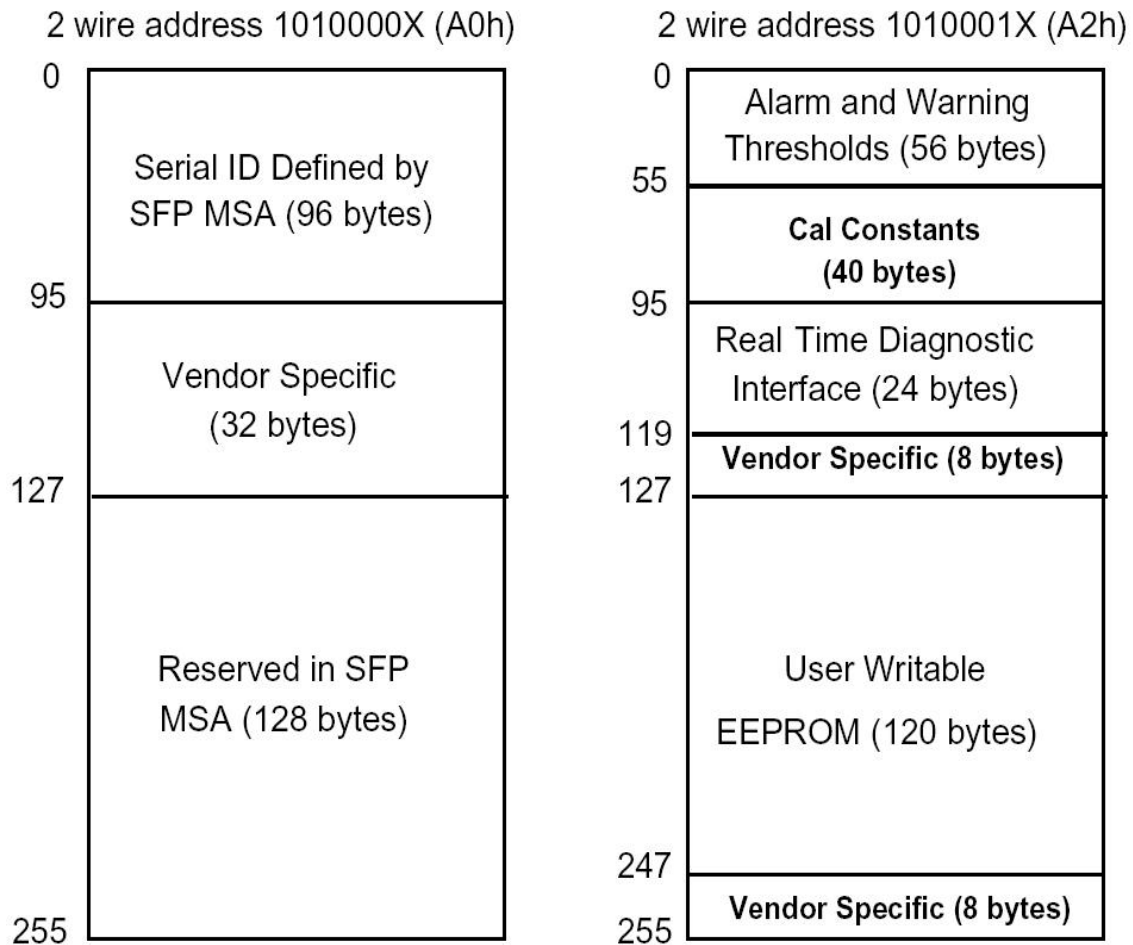 2 wire address 1010000X (A0h)
0
Serial ID Defined by
SFP MSA (96 bytes)
95
Vendor Specific
(32 bytes)
127
Reserved in SFP
MSA (128 bytes)
255
2 wire address 1010001X (A2h)
0
Alarm and Warning
Thresholds (56 bytes)
55
Cal Constants
(40 bytes)
95
Real Time Diagnostic
Interface (24 bytes)
119
Vendor Specific (8 bytes)
127
User Writable
EEPROM (120 bytes)
247
Vendor Specific (8 bytes)
255